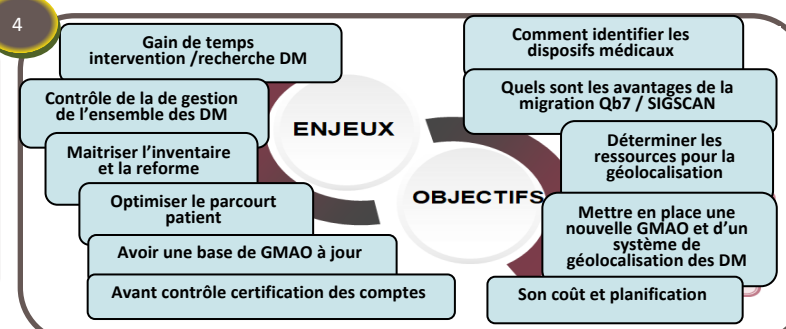 4
Gain de temps
intervention /recherche DM
Contrôle de la de gestion
de l'ensemble des DM
Maitriser l'inventaire
et la reforme
Optimiser le parcourt
patient
Avoir une base de GMAO à jour
Avant contrôle certification des comptes
ENJEUX
OBJECTIFS
Comment identifier les
disposifs médicaux
Quels sont les avantages de la
migration Qb7 / SIGSCAN
Déterminer les
ressources pour la
géolocalisation
Mettre en place une
nouvelle GMAO et d'un
système de
géolocalisation des DM
Son coût et planification